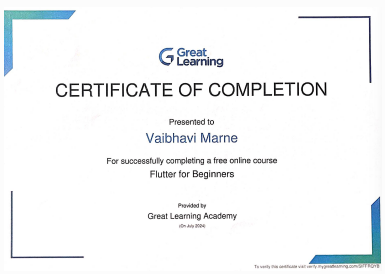 Great
Learning
CERTIFICATE OF COMPLETION
Presented to
Vaibhavi Marne
For successfully completing a free online course
Flutter for Beginners
Provided by
Great Learning Academy
(On July 2024)
To verify this certificate visit verify.mygreatlearning.com/